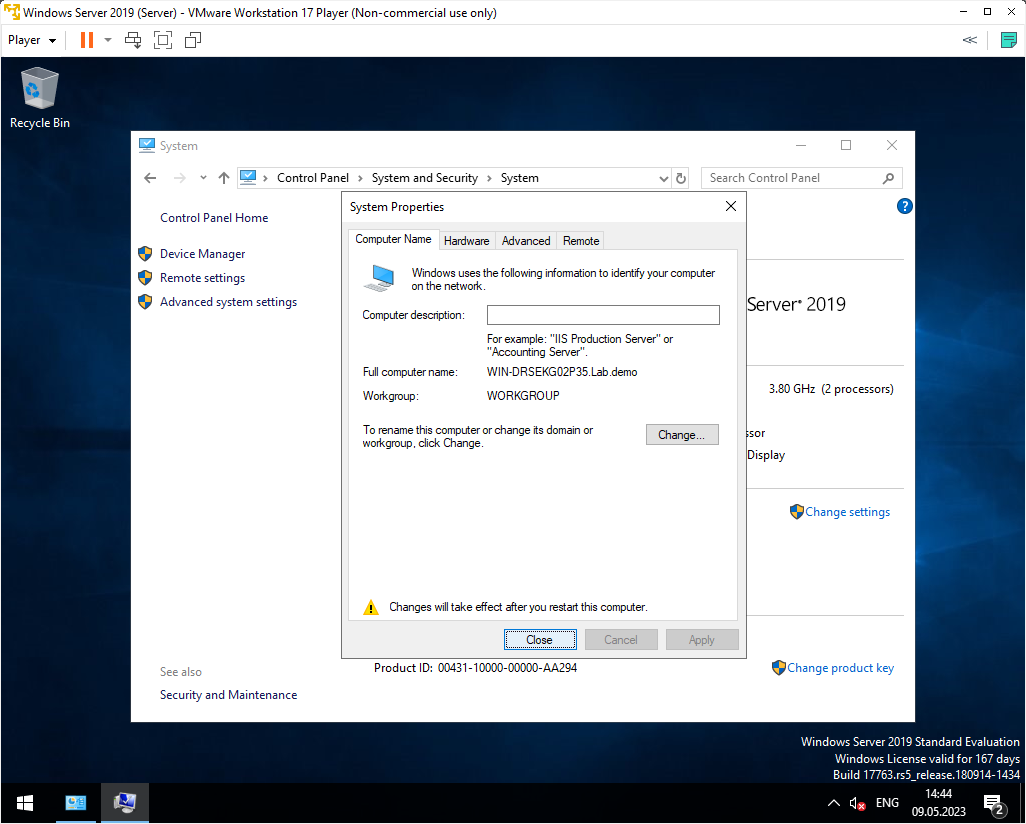 Windows Server 2019 (Server) - VMware Workstation 17 Player (Non-commercial use only)
Player
Recycle Bin
System
Control Panel
System and Security
System
Search Control Panel
Control Panel Home
Device Manager
Remote settings
Advanced system settings
System Properties
Computer Name
Hardware
Advanced
Remote
Windows uses the following information to identify your computer
on the network.
Computer description:
For example: "IIS Production Server" or
"Accounting Server".
Full computer name:
WIN-DRSEKG02P35.Lab.demo
Workgroup:
WORKGROUP
To rename this computer or change its domain or
workgroup, click Change.
Change...
Changes will take effect after you restart this computer.
Close
Cancel
Apply
?
Server® 2019
3.80 GHz (2 processors)
ssor
Display
Change settings
Product ID: 00431-10000-00000-AA294
Change product key
See also
Security and Maintenance
Windows Server 2019 Standard Evaluation
Windows License valid for 167 days
Build 17763.rs5_release.180914-1434
ENG
14:44
09.05.2023
2